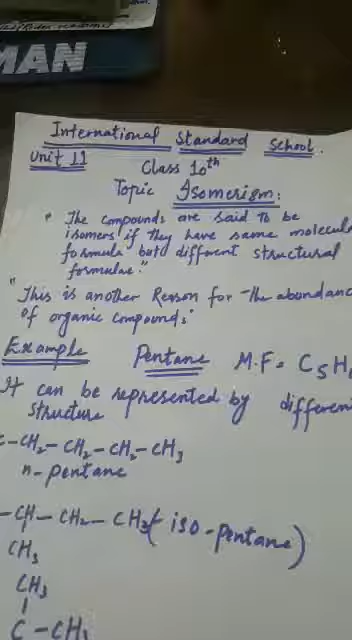 MAN
International Standard School.
Unit 11
Class 10th
Topic Isomerism:
"The compounds are said to be
isomers if they have same molecul
formula but different structural
formulae."
"This is another Reason for the abundanc
of organic compounds."
Example Pentane M.F = C5H
It can be represented by differen
structure
-CH2-CH2-CH2-CH3
n-pentane
-CH-CH2-CH3 (iso-pentane)
CH3
CH3
C-CH3